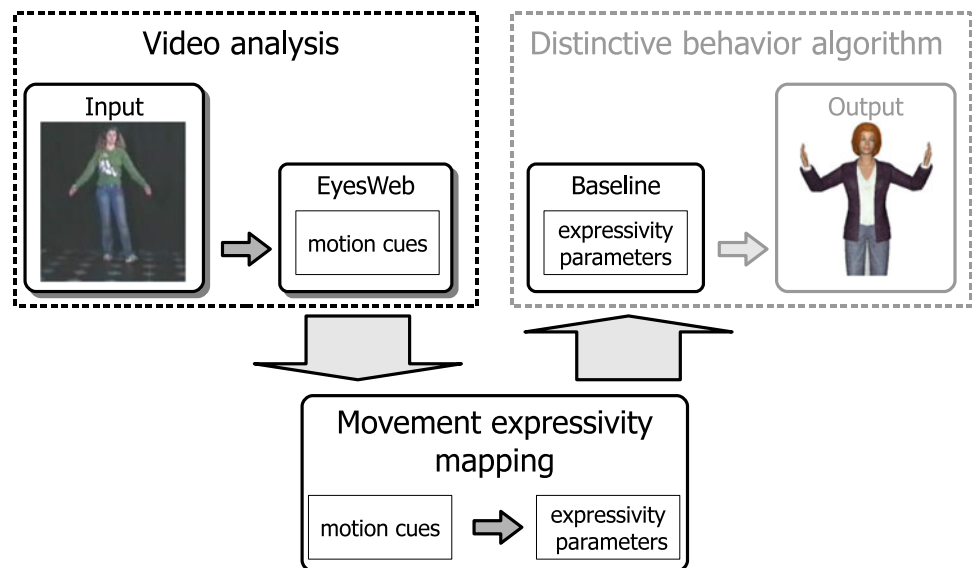 Video analysis
Input
EyesWeb
motion cues
Distinctive behavior algorithm
Output
Baseline
expressivity
parameters
Movement expressivity
mapping
motion cues
expressivity
parameters